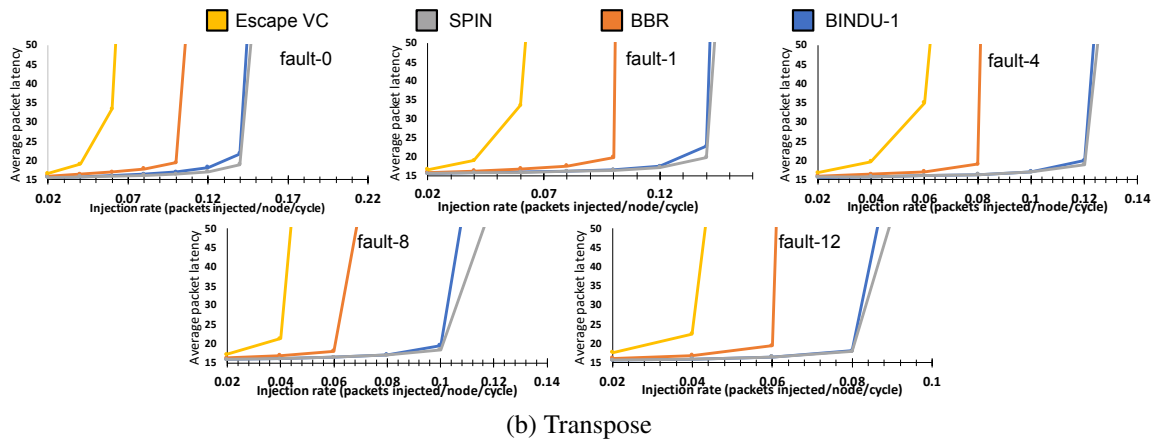 Escape VC SPIN BBR BINDU-1
Average packet latency
50
45
40
35
30
25
20
15
fault-0
0.02 0.07 0.12 0.17 0.22
Injection rate (packets injected/node/cycle)
Average packet latency
50
45
40
35
30
25
20
15
fault-1
0.02 0.07 0.12
Injection rate (packets injected/node/cycle)
Average packet latency
50
45
40
35
30
25
20
15
fault-4
0.02 0.04 0.06 0.08 0.1 0.12 0.14
Injection rate (packets injected/node/cycle)
Average packet latency
50
45
40
35
30
25
20
15
fault-8
0.02 0.04 0.06 0.08 0.1 0.12 0.14
Injection rate (packets injected/node/cycle)
Average packet latency
50
45
40
35
30
25
20
15
fault-12
0.02 0.04 0.06 0.08 0.1
Injection rate (packets injected/node/cycle)
(b) Transpose